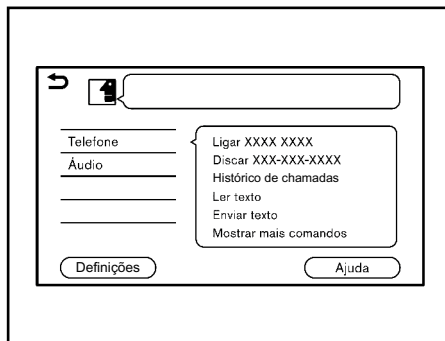 Telefone
Áudio
Ligar XXXX XXXX
Discar XXX-XXX-XXXX
Histórico de chamadas
Ler texto
Enviar texto
Mostrar mais comandos
Definições
Ajuda